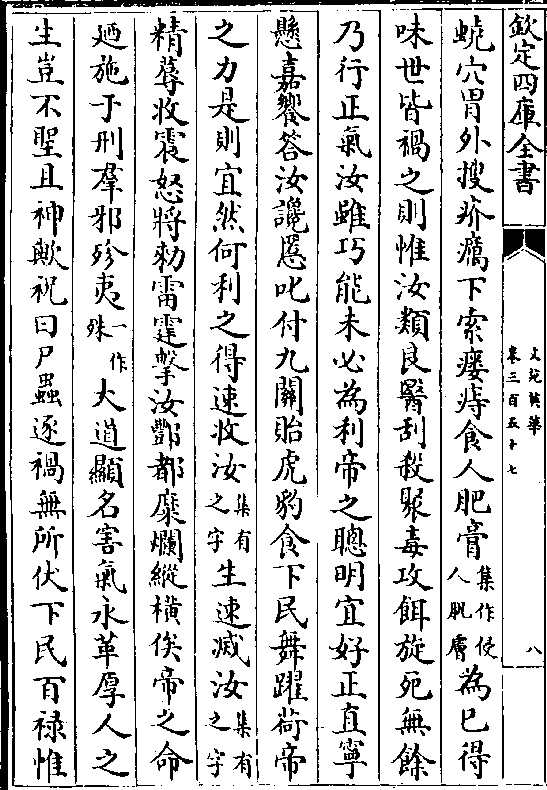 欽定四庫全書
文苑英華
卷三百五十七
八
蛲穴胃外搜疥癘下索瘻痔食人肥膏集作使人肌膚為已得
味世皆禍之則惟汝類良醫刮殺聚毒攻餌旋死無餘
乃行正氣汝雖巧能未必為利帝之聰明宜好正直寧
懸嘉饗答汝讒慝叱付九關貽虎豹食下民舞躍荷帝
之力是則宜然何利之得速收汝集有之字生速滅汝集有之字
精蓐收震怒將勅雷霆擊汝酆都糜爛縱橫俟帝之命
廼施于刑羣邪殄夷一作殊大道顯名害氣永革厚人之
生豈不聖且神歟祝曰尸蟲逐禍無所伏下民百禄惟